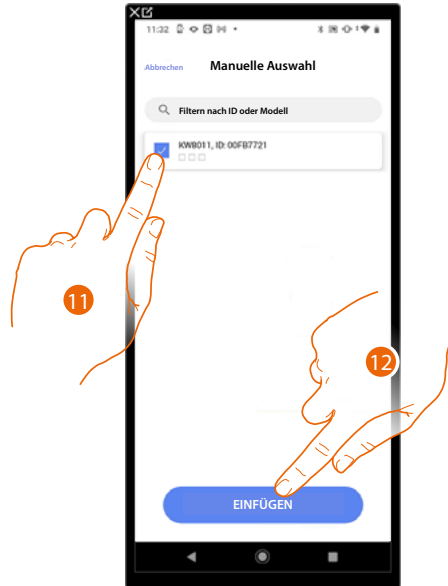 11:32
Abbrechen Manuelle Auswahl
Filtern nach ID oder Modell
KW8011, ID: 00FB7721
11
12
EINFÜGEN